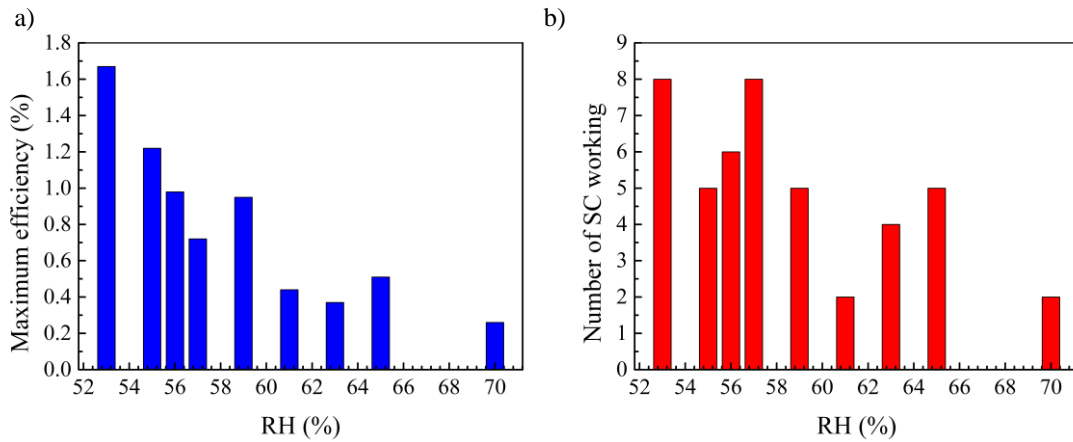 a)
1.8
1.6
1.4
1.2
1.0
0.8
0.6
0.4
0.2
0.0
Maximum efficiency (%)
52 54 56 58 60 62 64 66 68 70
RH (%)
b)
9
8
7
6
5
4
3
2
1
0
Number of SC working
52 54 56 58 60 62 64 66 68 70
RH (%)